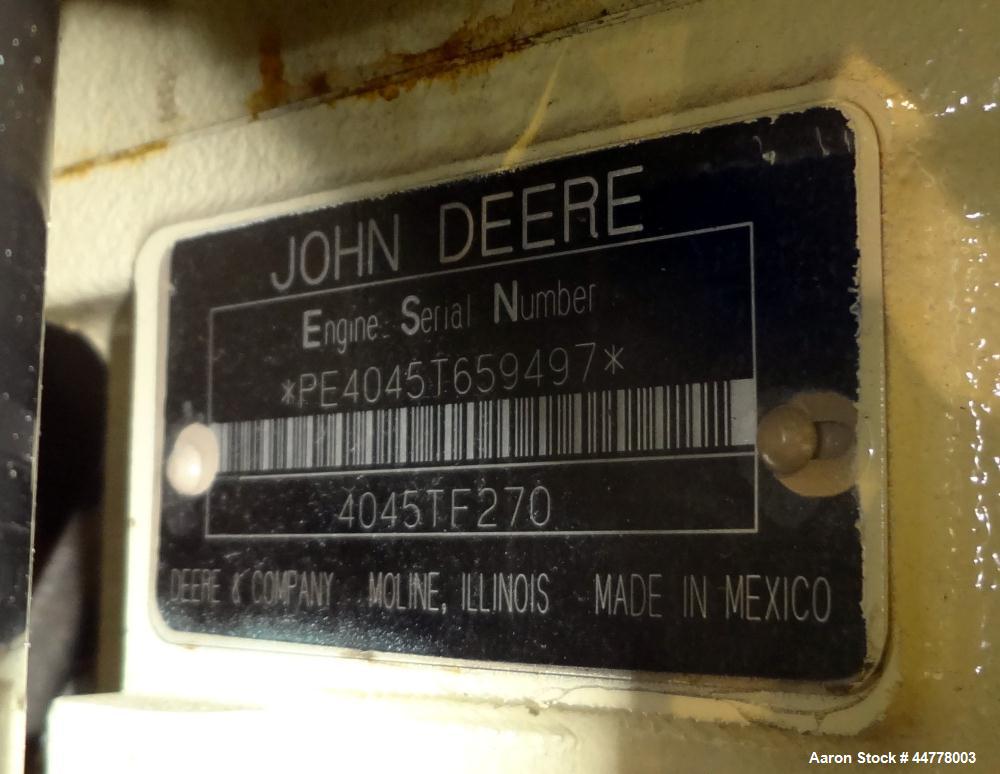 JOHN DEERE
Engine Serial Number
*PE4045T659497*
4045TF270
DEERE & COMPANY MOLINE, ILLINOIS MADE IN MEXICO
Aaron Stock # 44778003